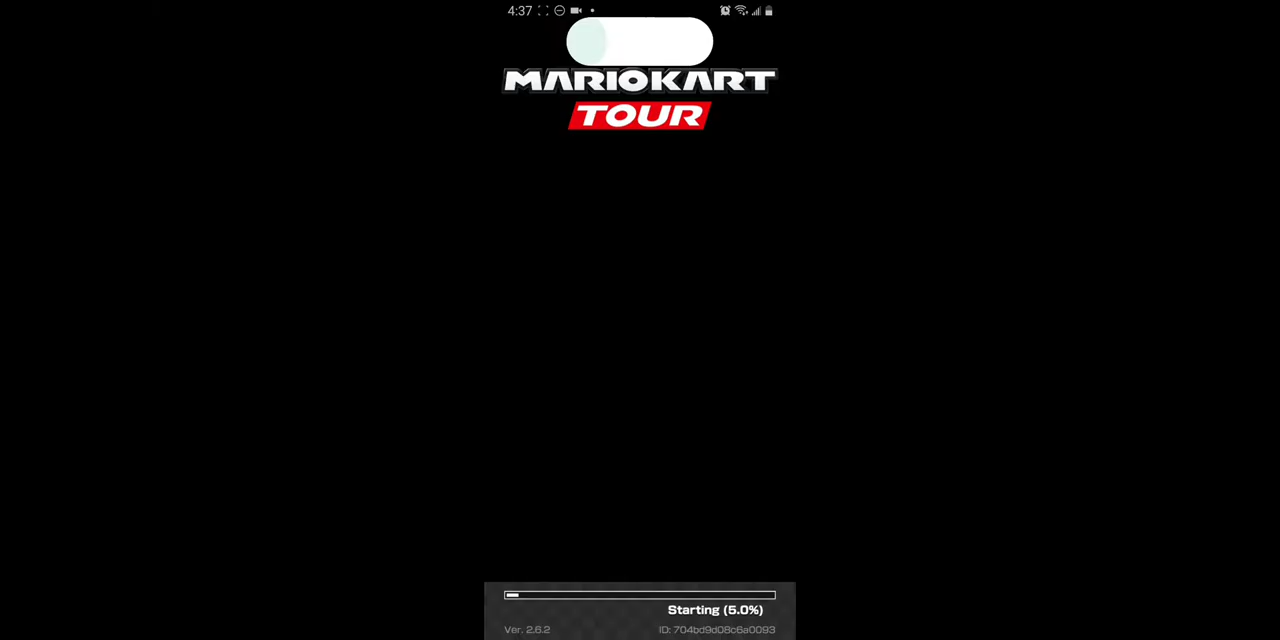 4:37
MARIOKART
TOUR
Starting (5.0%)
Ver. 2.6.2
ID: 704bd9d08c6a0093